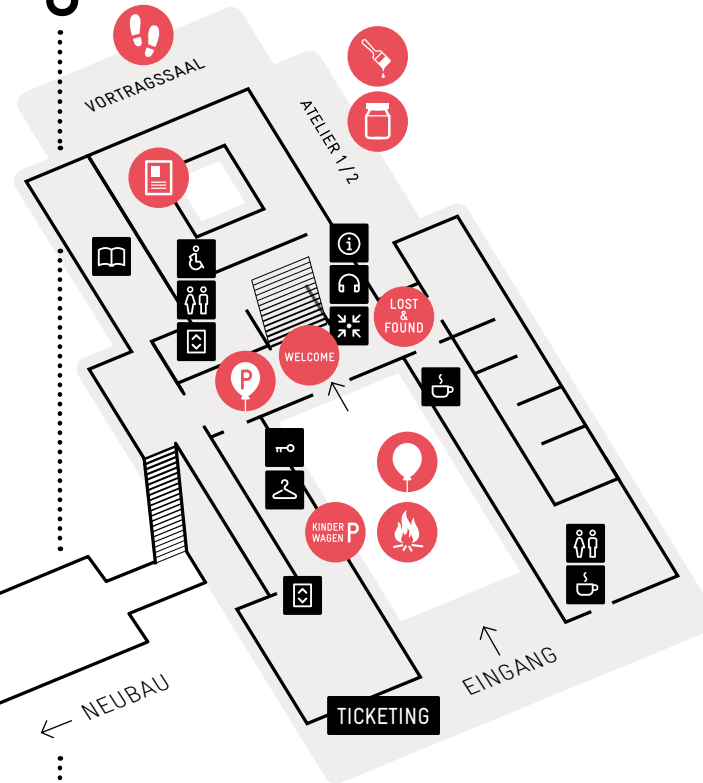 VORTRAGSSAAL
ATELIER 1/2
i
LOST
&
FOUND
WELCOME
P
KINDER
WAGEN P
TICKETING
EINGANG
NEUBAU